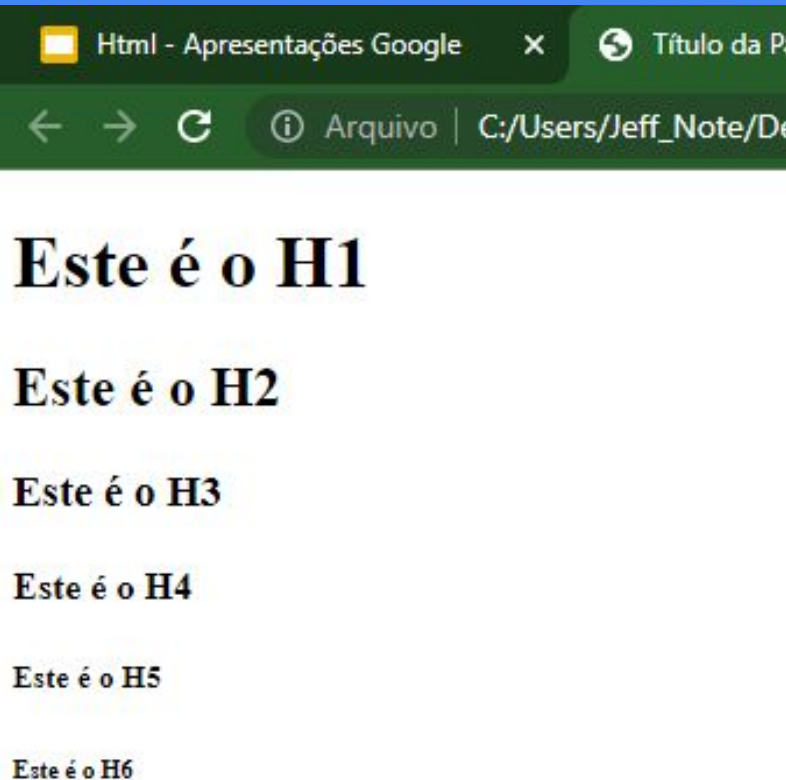 Html - Apresentações Google
Título da
Arquivo C:/Users/Jeff_Note/
Este é o H1
Este é o H2
Este é o H3
Este é o H4
Este é o H5
Este é o H6